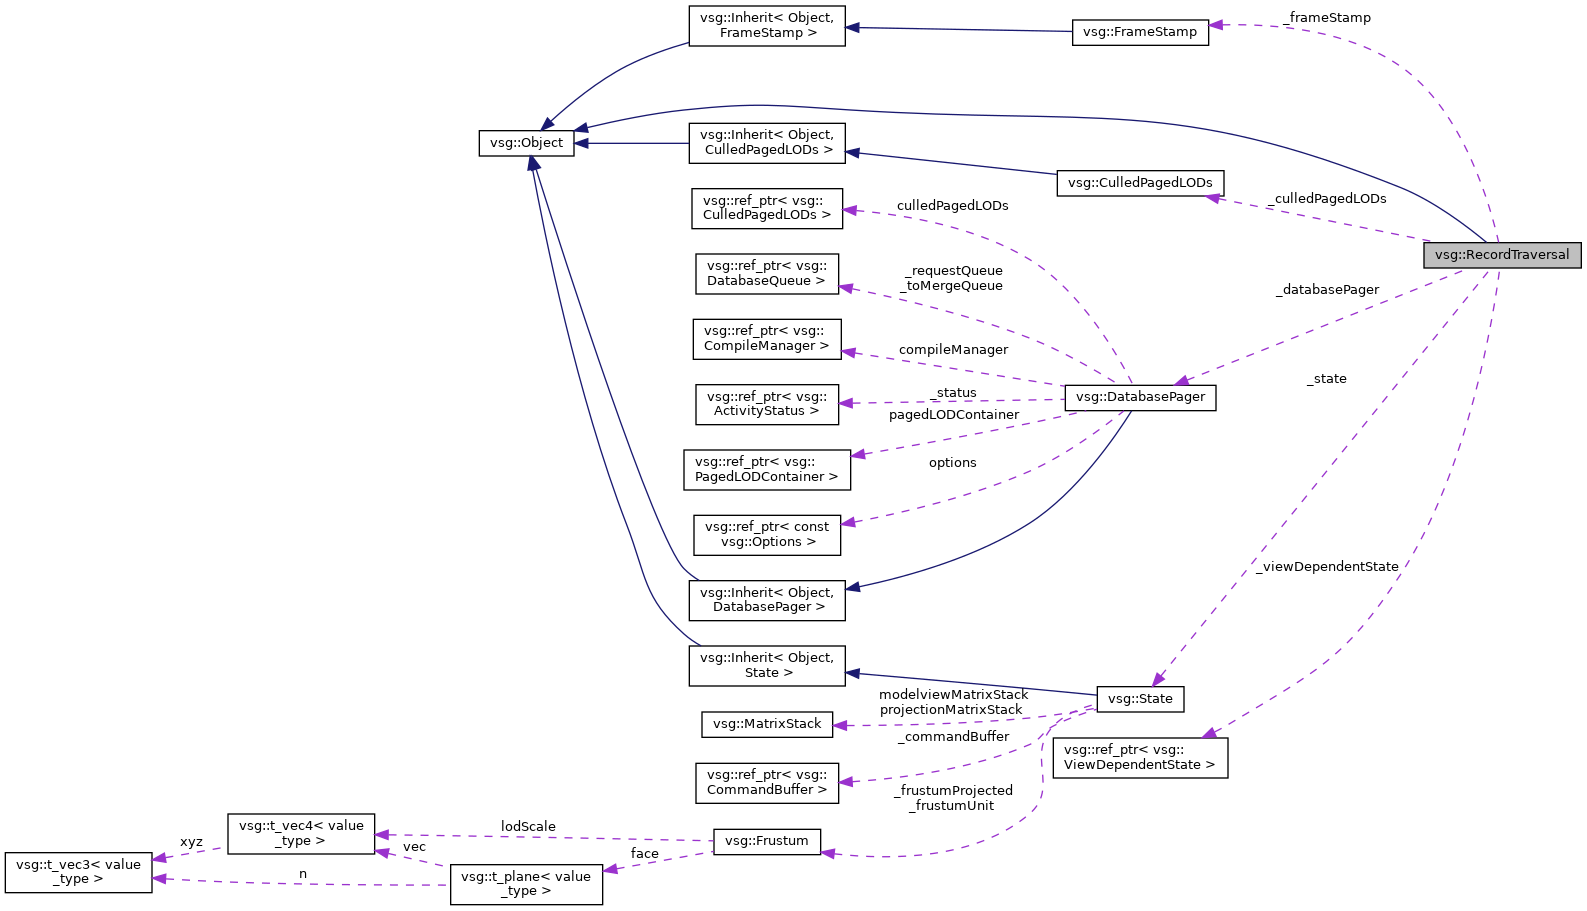 vsg::Inherit< Object,
FrameStamp >
vsg::FrameStamp
_frameStamp
vsg::Object
vsg::Inherit< Object,
CulledPagedLODs >
vsg::CulledPagedLODs
_culledPagedLODs
vsg::ref_ptr< vsg::
CulledPagedLODs >
culledPagedLODs
vsg::RecordTraversal
vsg::ref_ptr< vsg::
DatabaseQueue >
_requestQueue
_toMergeQueue
_databasePager
vsg::ref_ptr< vsg::
CompileManager >
compileManager
_state
vsg::ref_ptr< vsg::
ActivityStatus >
_status
vsg::DatabasePager
pagedLODContainer
vsg::ref_ptr< vsg::
PagedLODContainer >
options
vsg::ref_ptr< const
vsg::Options >
_viewDependentState
vsg::Inherit< Object,
DatabasePager >
vsg::Inherit< Object,
State >
modelviewMatrixStack
projectionMatrixStack
vsg::State
vsg::MatrixStack
_commandBuffer
vsg::ref_ptr< vsg::
ViewDependentState >
vsg::ref_ptr< vsg::
CommandBuffer >
_frustumProjected
_frustumUnit
vsg::t_vec4< value
_type >
lodScale
vsg::Frustum
xyz
vec
face
vsg::t_vec3< value
_type >
n
vsg::t_plane< value
_type >